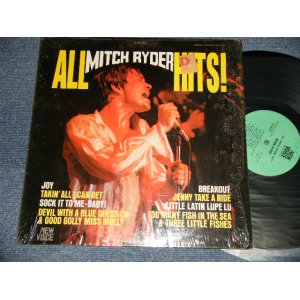 ALL MITCH RYDER HITS!
JOY
TAKIN' ALL I CAN GET
SOCK IT TO ME-BABY!
DEVIL WITH A BLUE DRESS ON
& GOOD GOLLY MISS MOLLY
BREAKOUT
JENNY TAKE A RIDE
LITTLE LATIN LUPE LU
TOO MANY FISH IN THE SEA
& THREE LITTLE FISHES
NEW VOICE